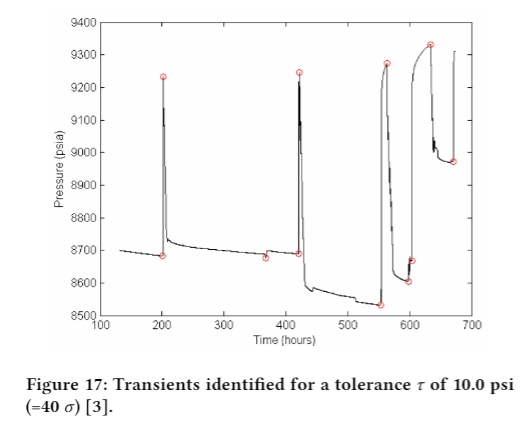 9400
9300
9200
9100
9000
8900
8800
8700
8600
8500
Pressure (psia)
100 200 300 400 500 600 700
Time (hours)
Figure 17: Transients identified for a tolerance τ of 10.0 psi
(=40 σ) [3].